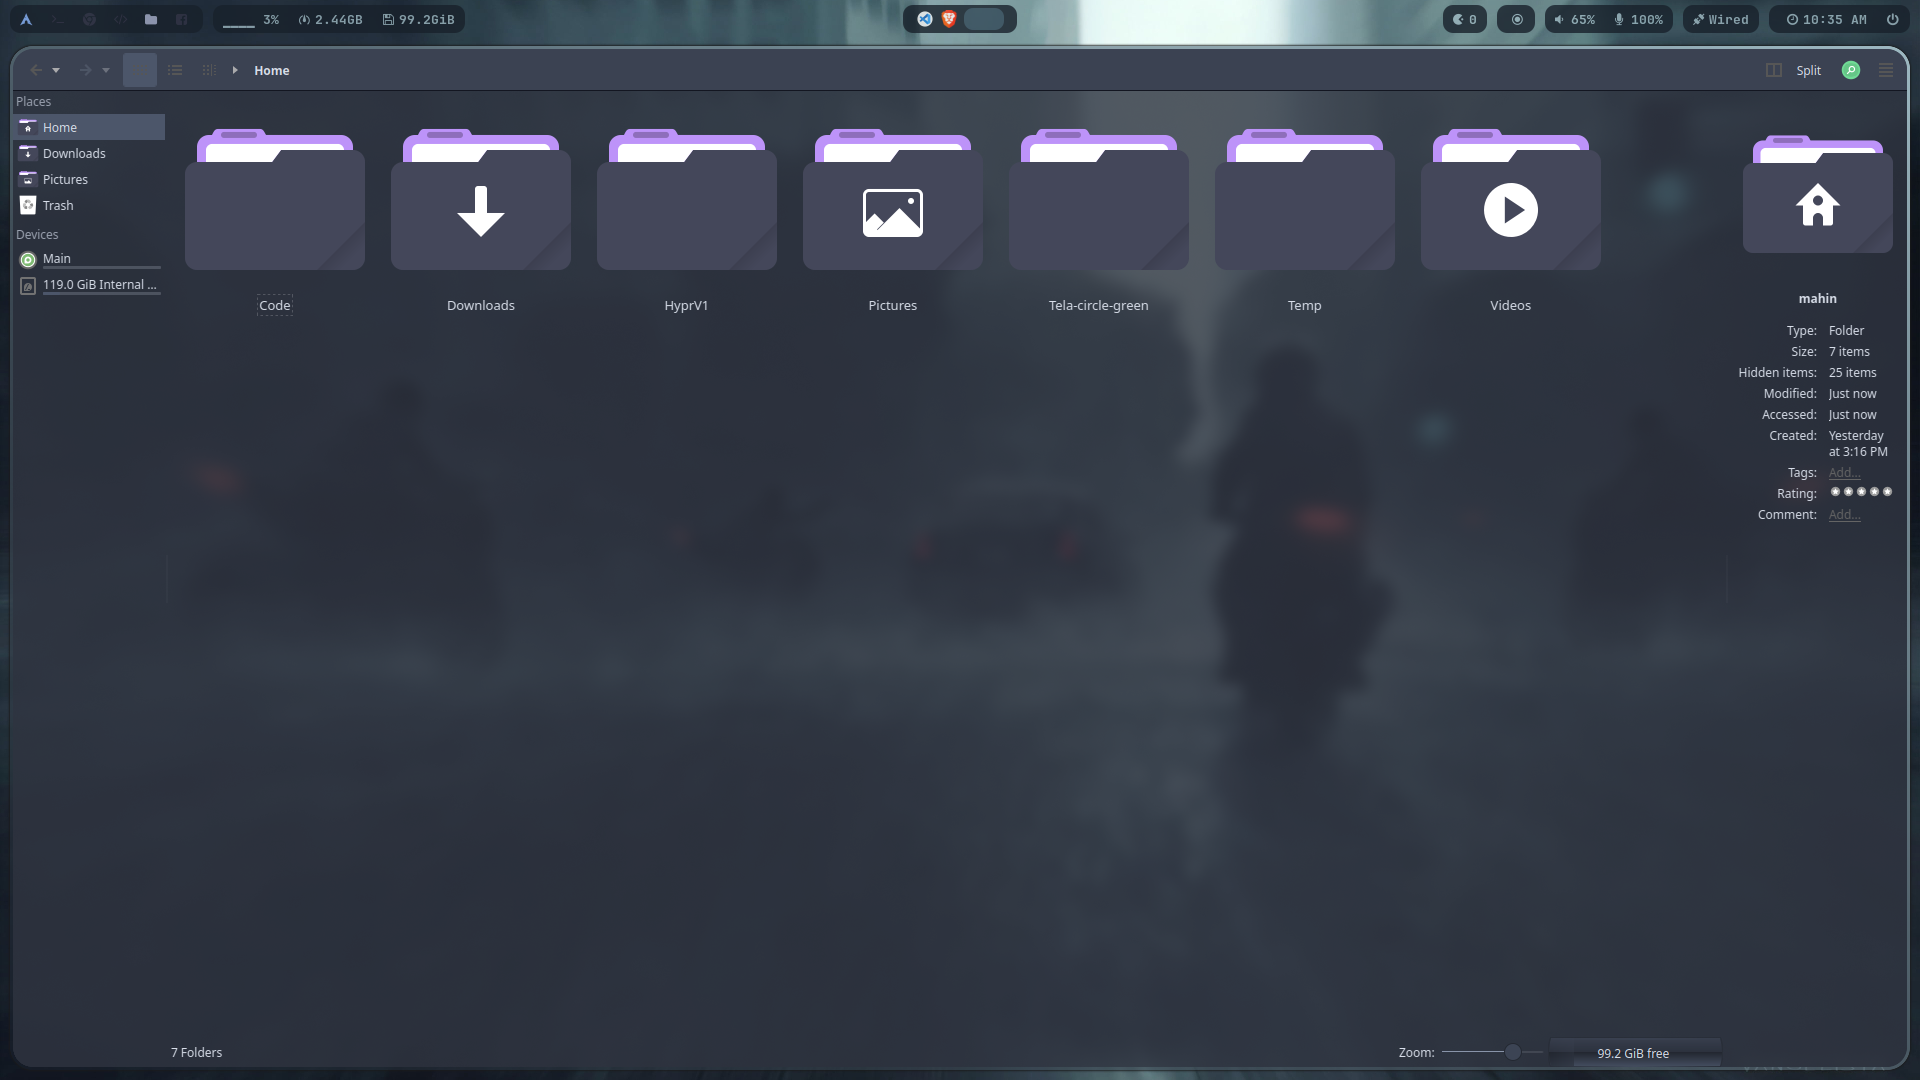 3% 2.44GB 99.2GiB
0 65% 100% Wired 10:35 AM
Home
Split
Places
Home
Downloads
Pictures
Trash
Devices
Main
119.0 GiB Internal ...
Code
Downloads
HyprV1
Pictures
Tela-circle-green
Temp
Videos
mahin
Type: Folder
Size: 7 items
Hidden items: 25 items
Modified: Just now
Accessed: Just now
Created: Yesterday
at 3:16 PM
Tags: Add...
Rating:
Comment: Add...
7 Folders
Zoom:
99.2 GiB free